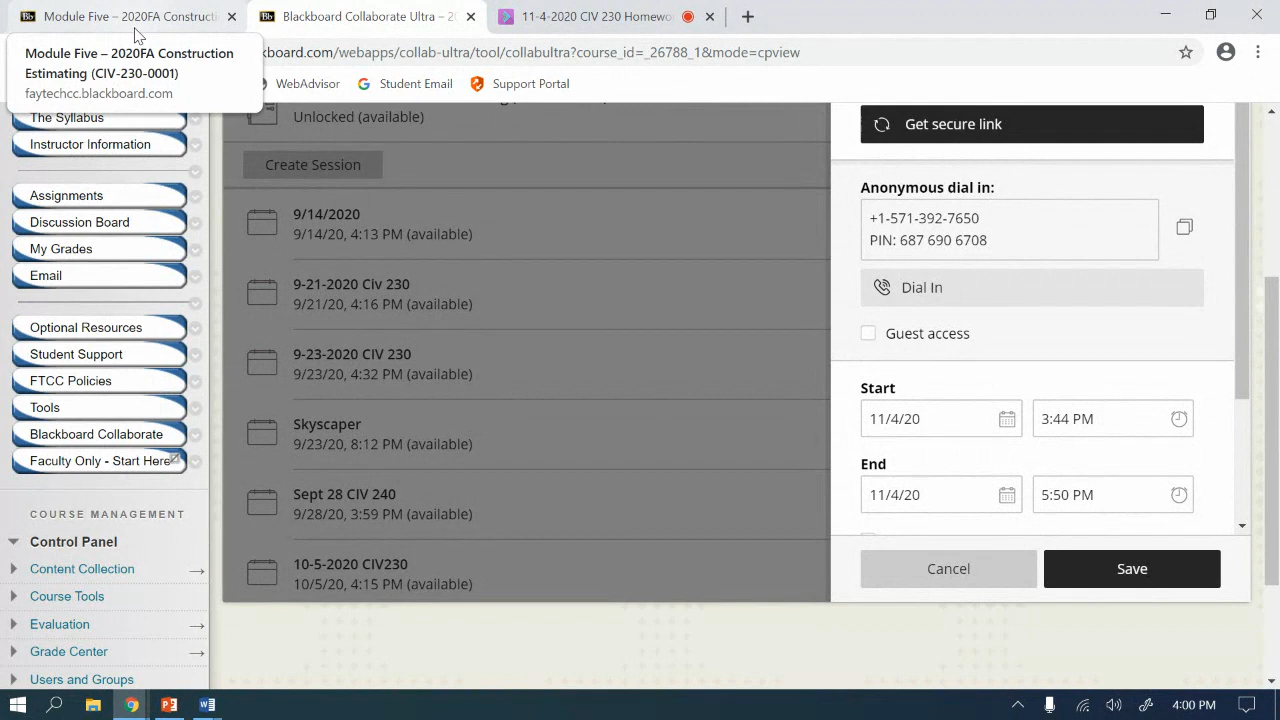 Module Five – 2020FA Constructi
Blackboard Collaborate Ultra – 20
11-4-2020 CIV 230 Homewo
Module Five – 2020FA Construction
Estimating (CIV-230-0001)
faytechcc.blackboard.com
kboard.com/webapps/collab-ultra/tool/collabultra?course_id=_26788_1&mode=cpview
WebAdvisor
Student Email
Support Portal
The Syllabus
Instructor Information
Assignments
Discussion Board
My Grades
Email
Optional Resources
Student Support
FTCC Policies
Tools
Blackboard Collaborate
Faculty Only - Start Here
COURSE MANAGEMENT
Control Panel
Content Collection
Course Tools
Evaluation
Grade Center
Users and Groups
Unlocked (available)
Create Session
9/14/2020
9/14/20, 4:13 PM (available)
9-21-2020 Civ 230
9/21/20, 4:16 PM (available)
9-23-2020 CIV 230
9/23/20, 4:32 PM (available)
Skyscaper
9/23/20, 8:12 PM (available)
Sept 28 CIV 240
9/28/20, 3:59 PM (available)
10-5-2020 CIV230
10/5/20, 4:15 PM (available)
Get secure link
Anonymous dial in:
+1-571-392-7650
PIN: 687 690 6708
Dial In
Guest access
Start
11/4/20
3:44 PM
End
11/4/20
5:50 PM
Cancel
Save
4:00 PM